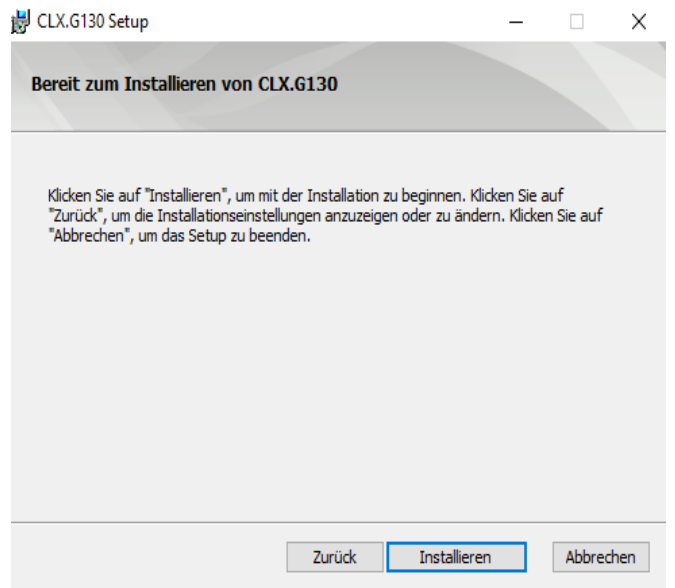 CLX.G130 Setup
Bereit zum Installieren von CLX.G130
Klicken Sie auf "Installieren", um mit der Installation zu beginnen. Klicken Sie auf
"Zurück", um die Installationseinstellungen anzuzeigen oder zu ändern. Klicken Sie auf
"Abbrechen", um das Setup zu beenden.
Zurück Installieren Abbrechen